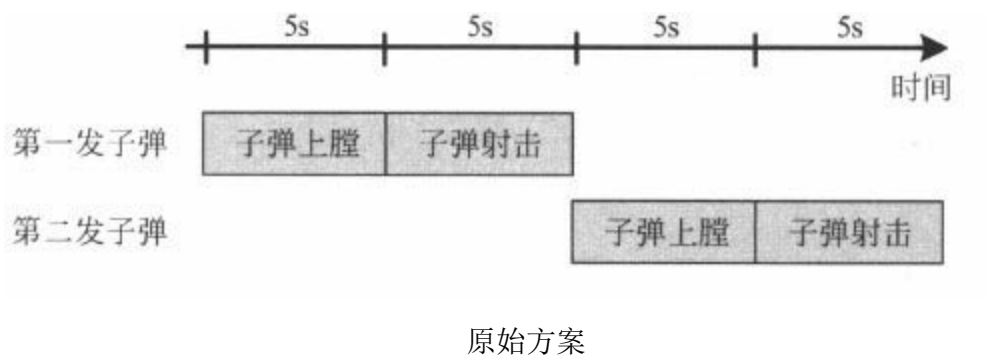 5s 5s 5s 5s
时间
第一发子弹 子弹上膛 子弹射击
第二发子弹 子弹上膛 子弹射击
原始方案